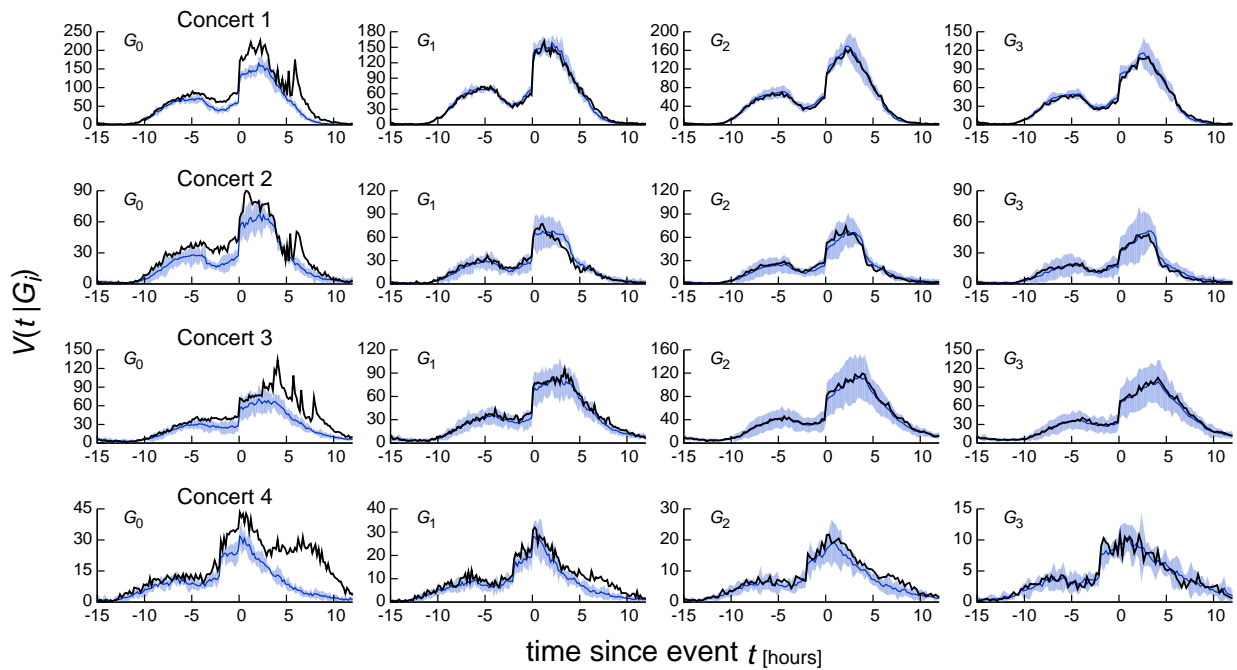 Concert 1
G0 G1 G2 G3
250 180 200 150
200 150 160 120
150 120 120 90
100 90 80 60
50 60 40 30
0 30 0 0
0
-15 -10 -5 0 5 10 -15 -10 -5 0 5 10 -15 -10 -5 0 5 10 -15 -10 -5 0 5 10
Concert 2
G0 G1 G2 G3
90 120 120 90
60 90 90 60
30 60 60 30
0 30 30 0
0 0
-15 -10 -5 0 5 10 -15 -10 -5 0 5 10 -15 -10 -5 0 5 10 -15 -10 -5 0 5 10
V(t | Gi)
Concert 3
G0 G1 G2 G3
150 120 160 150
120 90 120 120
90 60 80 90
60 30 40 60
30 0 0 30
0 0
-15 -10 -5 0 5 10 -15 -10 -5 0 5 10 -15 -10 -5 0 5 10 -15 -10 -5 0 5 10
Concert 4
G0 G1 G2 G3
45 40 30 15
30 30 20 10
15 20 10 5
0 10 0 0
0
-15 -10 -5 0 5 10 -15 -10 -5 0 5 10 -15 -10 -5 0 5 10 -15 -10 -5 0 5 10
time since event t [hours]